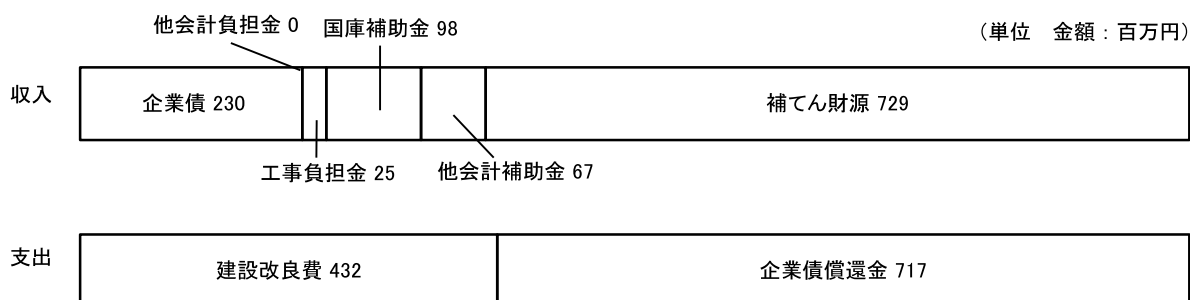 他会計負担金 0
国庫補助金 98
（単位　金額：百万円）
収入
企業債 230
補てん財源 729
工事負担金 25
他会計補助金 67
支出
建設改良費 432
企業債償還金 717